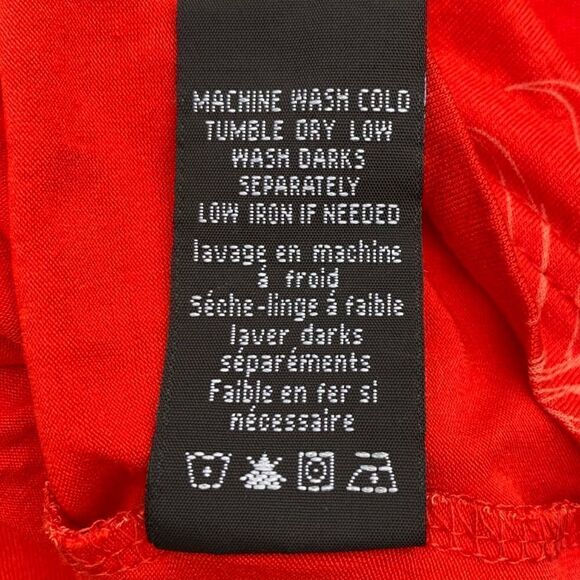 MACHINE WASH COLD
TUMBLE DRY LOW
WASH DARKS
SEPARATELY
LOW IRON IF NEEDED
lavage en machine
á froid
Séche-linge á faible
laver darks
séparéments
Faible en fer si
nécessaire